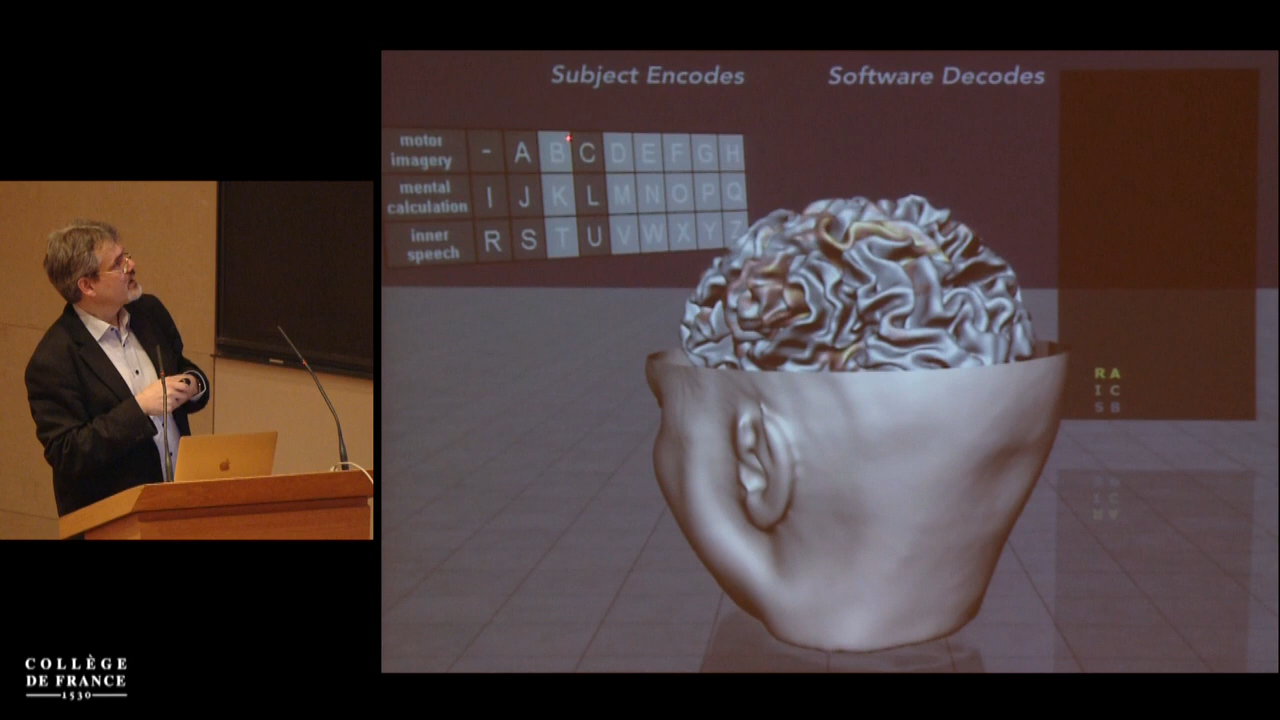 Subject Encodes
Software Decodes
motor imagery - A B C D E F G H
mental calculation I J K L M N O P Q
inner speech R S T U V W X Y Z
R A
I C
S B
COLLÈGE
DE FRANCE
1530